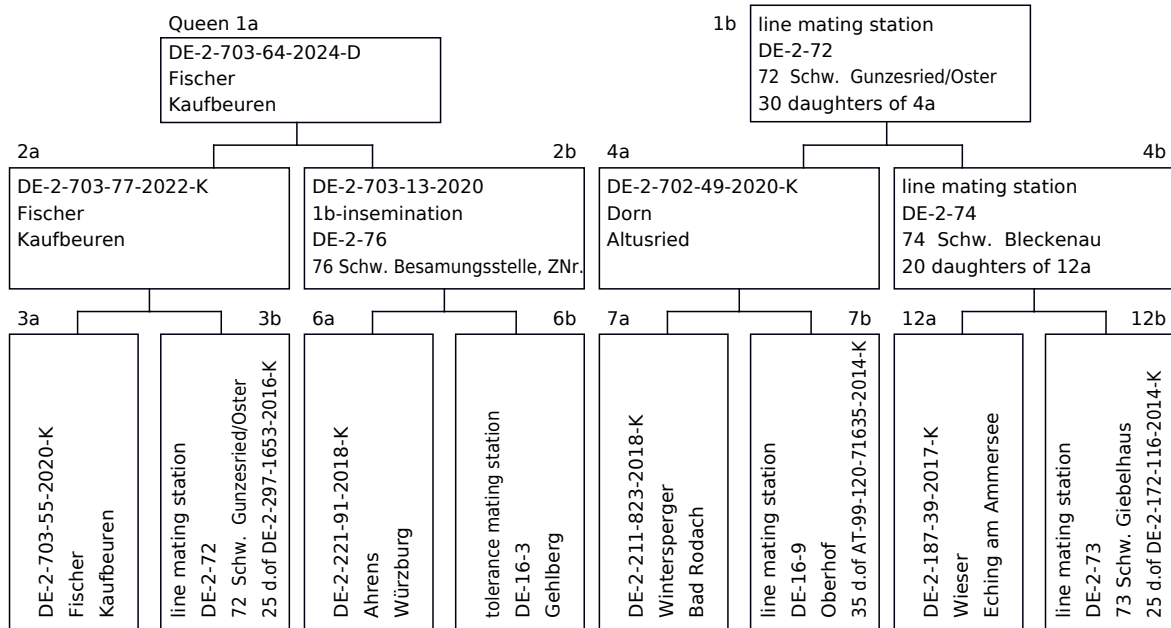 Queen 1a
DE-2-703-64-2024-D
Fischer
Kaufbeuren
1b
line mating station
DE-2-72
72 Schw. Gunzesried/Oster
30 daughters of 4a
2a
DE-2-703-77-2022-K
Fischer
Kaufbeuren
2b
DE-2-703-13-2020
1b-insemination
DE-2-76
76 Schw. Besamungsstelle, ZNr.
4a
DE-2-702-49-2020-K
Dorn
Altusried
4b
line mating station
DE-2-74
74 Schw. Bleckenau
20 daughters of 12a
3a
DE-2-703-55-2020-K
Fischer
Kaufbeuren
3b
line mating station
DE-2-72
72 Schw. Gunzesried/Oster
25 d.of DE-2-297-1653-2016-K
6a
DE-2-221-91-2018-K
Ahrens
Würzburg
6b
tolerance mating station
DE-16-3
Gehlberg
7a
DE-2-211-823-2018-K
Wintersperger
Bad Rodach
7b
line mating station
DE-16-9
Oberhof
35 d.of AT-99-120-71635-2014-K
12a
DE-2-187-39-2017-K
Wieser
Eching am Ammersee
12b
line mating station
DE-2-73
73 Schw. Giebelhaus
25 d.of DE-2-172-116-2014-K